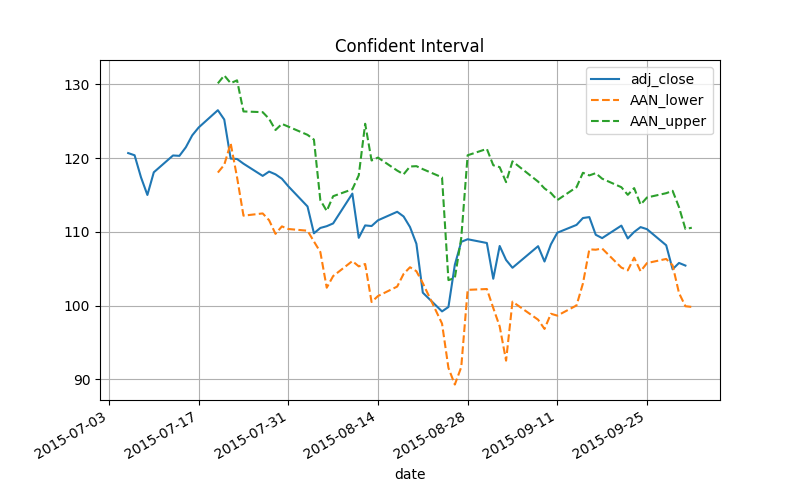 Confident Interval
adj_close
AAN_lower
AAN_upper
130
120
110
100
90
2015-07-03
2015-07-17
2015-07-31
2015-08-14
2015-08-28
2015-09-11
2015-09-25
date